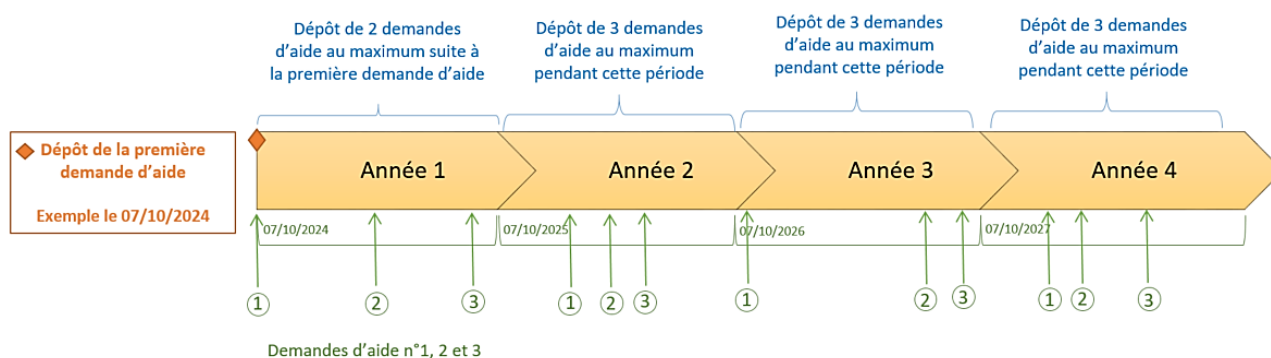 Dépôt de 2 demandes
d'aide au maximum suite à
la première demande d'aide
Dépôt de 3 demandes
d'aide au maximum
pendant cette période
Dépôt de 3 demandes
d'aide au maximum
pendant cette période
Dépôt de 3 demandes
d'aide au maximum
pendant cette période
Dépôt de la première
demande d'aide
Exemple le 07/10/2024
Année 1
Année 2
Année 3
Année 4
07/10/2024
07/10/2025
07/10/2026
07/10/2027
1
2
3
1
2
3
1
2
3
1
2
3
Demandes d'aide n°1, 2 et 3